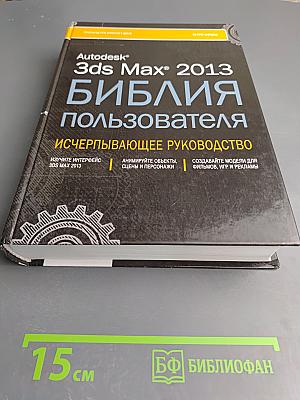 Autodesk®
3ds Max® 2013
БИБЛИЯ
ПОЛЬЗОВАТЕЛЯ
ИСЧЕРПЫВАЮЩЕЕ РУКОВОДСТВО
ИЗУЧИТЕ ИНТЕРФЕЙС
3DS MAX 2013
АНИМИРУЙТЕ ОБЪЕКТЫ,
СЦЕНЫ И ПЕРСОНАЖИ
СОЗДАВАЙТЕ МОДЕЛИ ДЛЯ
ФИЛЬМОВ, ИГР И РЕКЛАМЫ
15 см
БФ БИБЛИОФАН